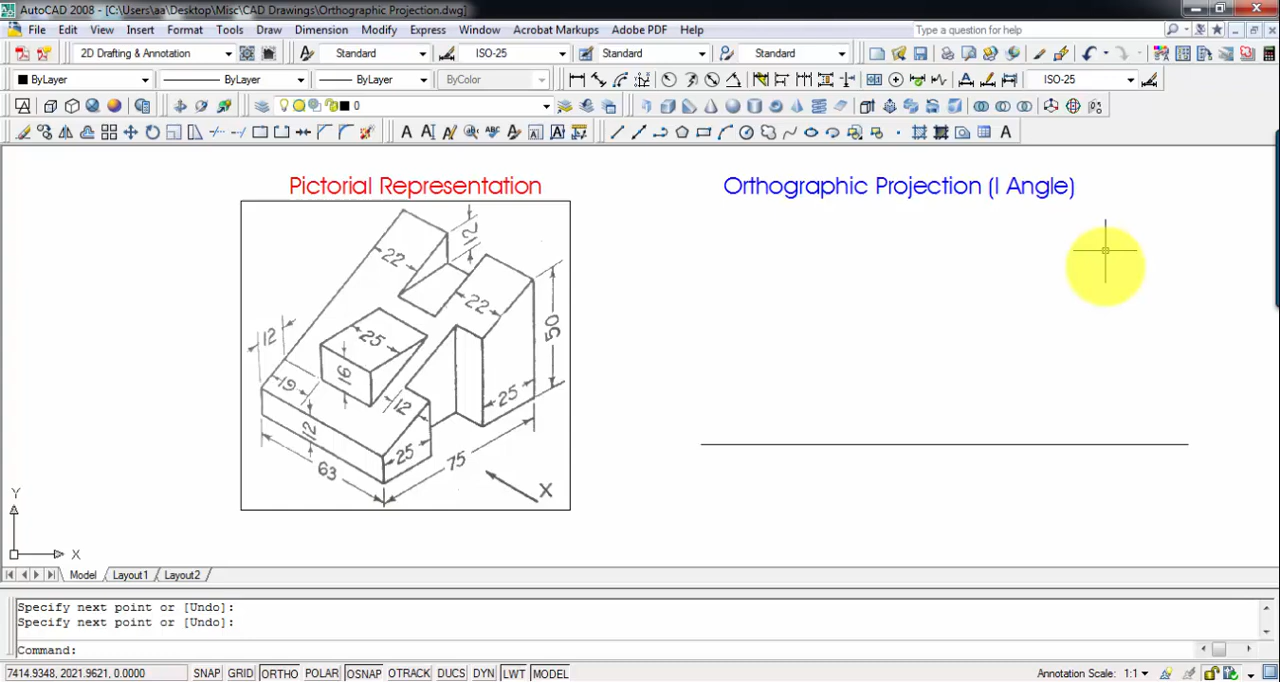 AutoCAD 2008 - [C:\Users\aa\Desktop\Misc\CAD Drawings\Orthographic Projection.dwg]
File Edit View Insert Format Tools Draw Dimension Modify Express Window Acrobat Markups Adobe PDF Help Type a question for help
2D Drafting & Annotation Standard ISO-25 Standard Standard
ByLayer ByLayer ByLayer ByColor ISO-25
0
Pictorial Representation
Orthographic Projection (I Angle)
12
22
22
12
25
50
16
19
12
25
12
25
63
75
X
Y
X
Model Layout1 Layout2
Specify next point or [Undo]:
Specify next point or [Undo]:
Command:
7414.9348, 2021.9621, 0.0000 SNAP GRID ORTHO POLAR OSNAP OTRACK DUCS DYN LWT MODEL Annotation Scale: 1:1